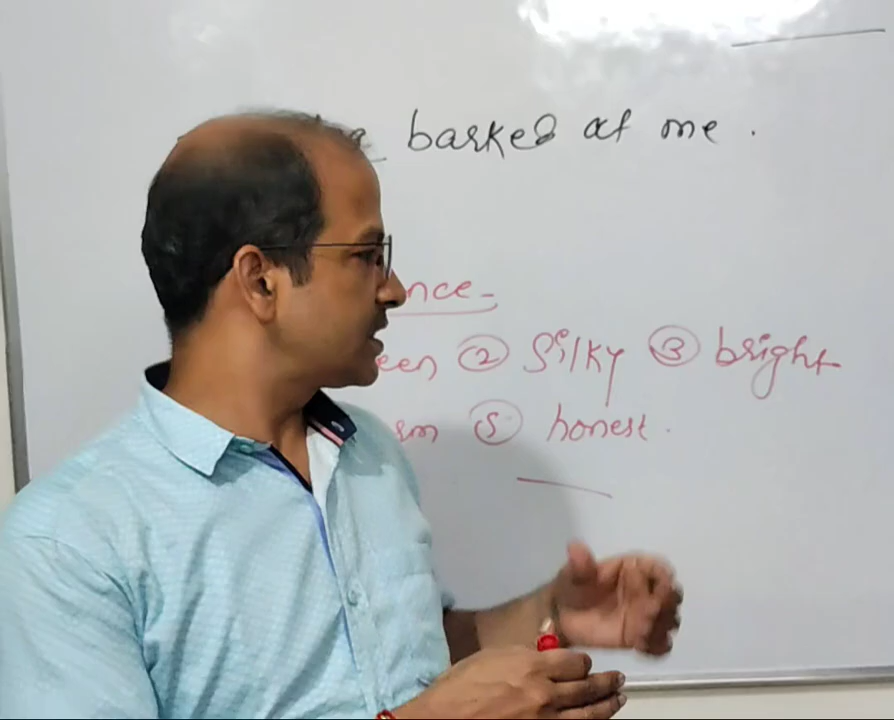 barked at me .
nce-
een ② Silky ③ bright
rm ⑤ honest.